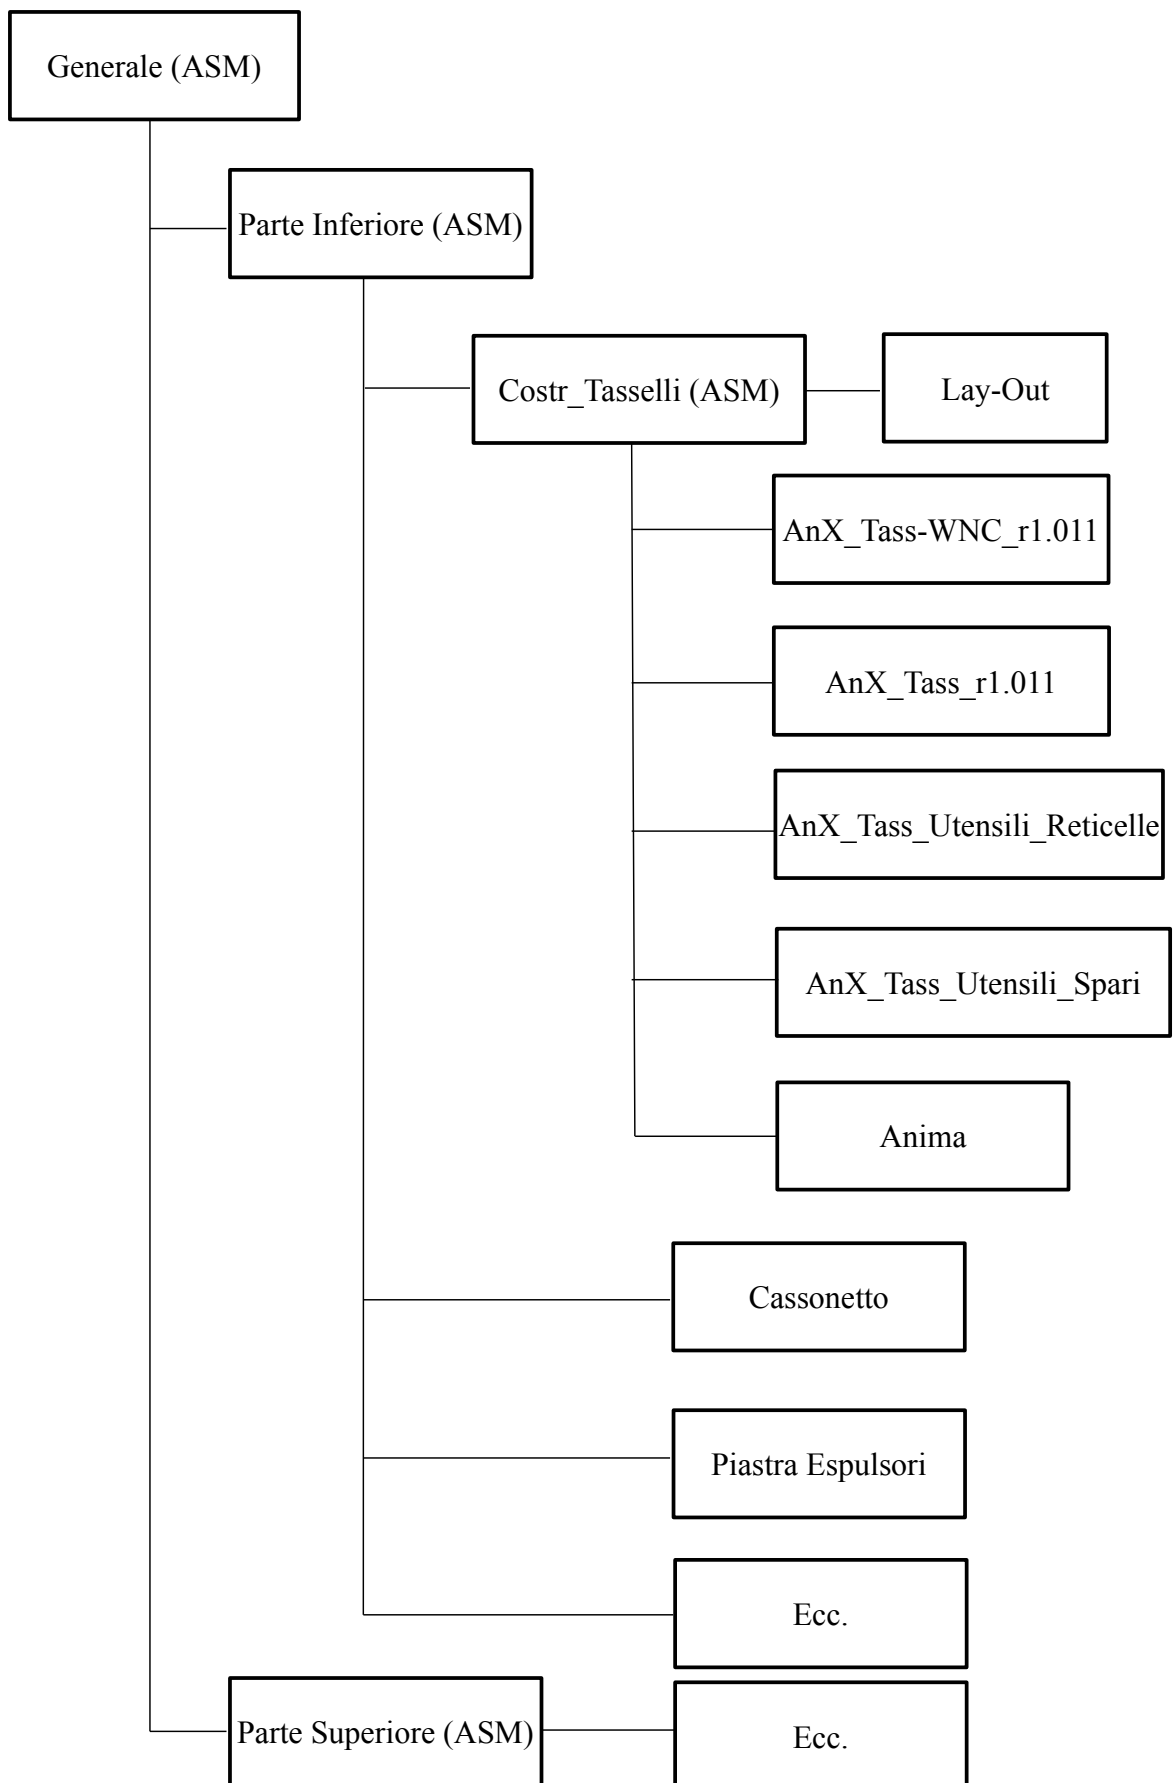 Generale (ASM)
Parte Inferiore (ASM)
Costr_Tasselli (ASM)
Lay-Out
AnX_Tass-WNC_r1.011
AnX_Tass_r1.011
AnX_Tass_Utensili_Reticelle
AnX_Tass_Utensili_Spari
Anima
Cassonetto
Piastra Espulsori
Ecc.
Parte Superiore (ASM)
Ecc.